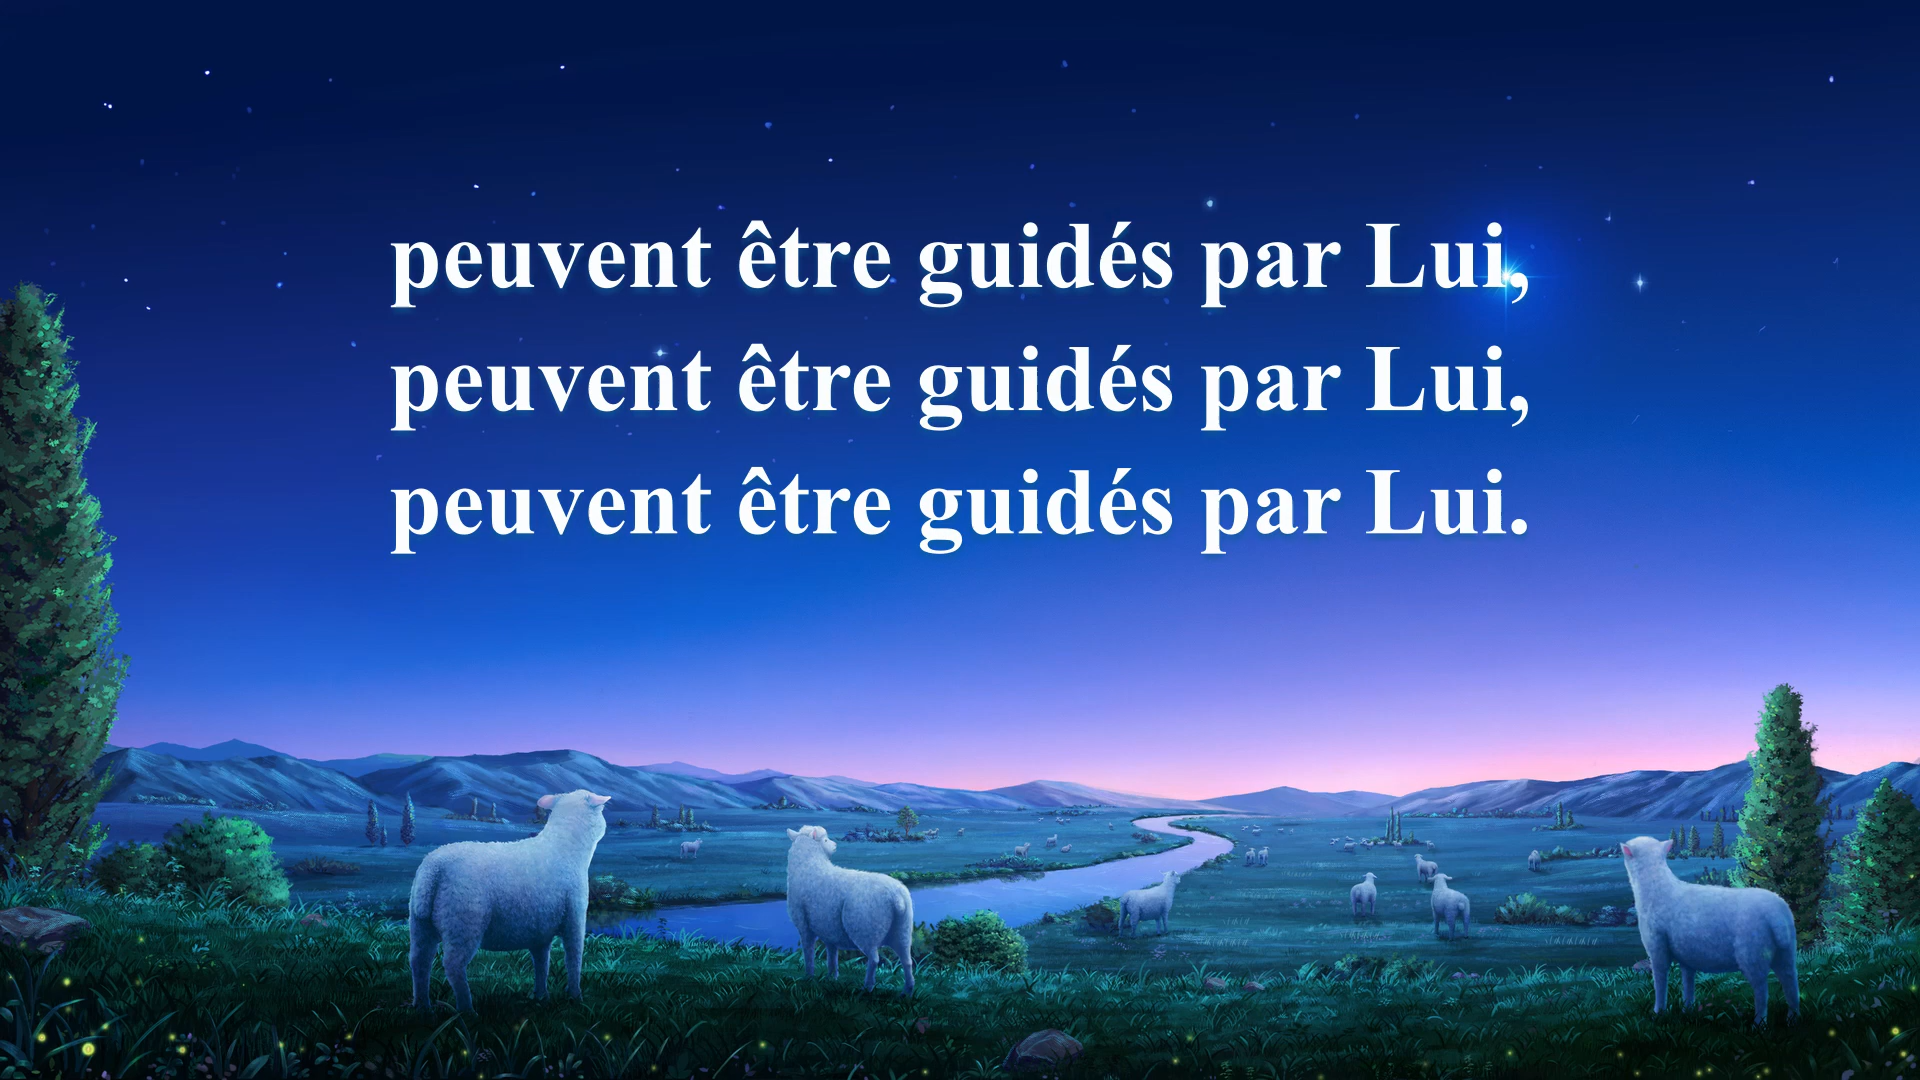 peuvent être guidés par Lui,
peuvent être guidés par Lui,
peuvent être guidés par Lui.